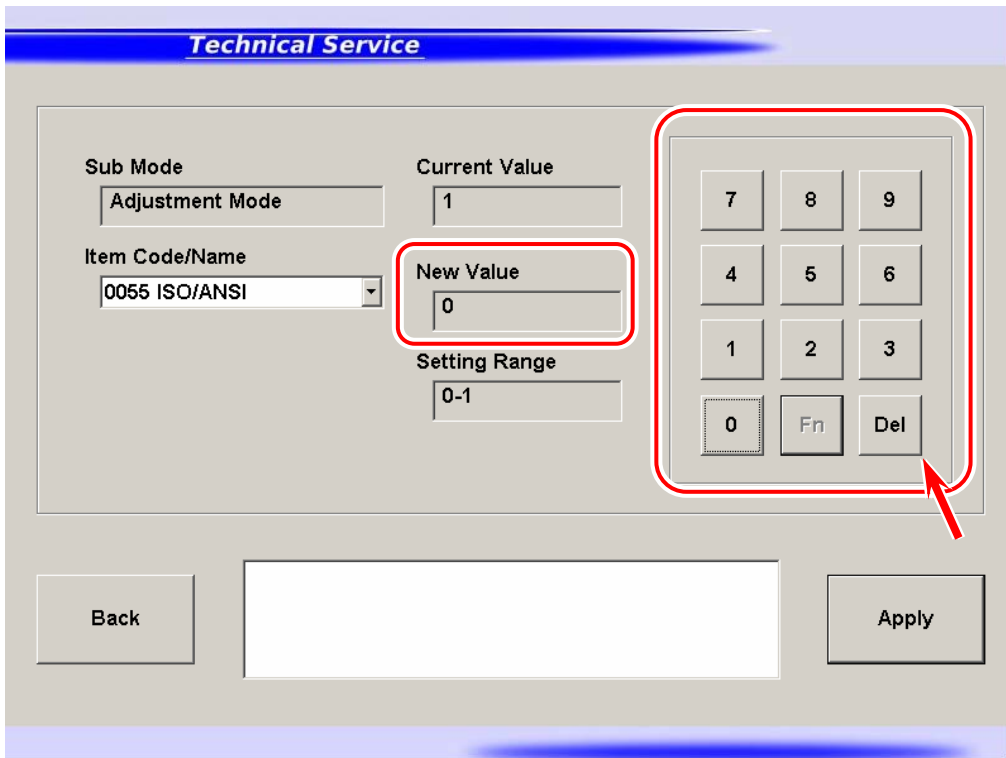 Technical Service
Sub Mode
Adjustment Mode
Item Code/Name
0055 ISO/ANSI
Current Value
1
New Value
0
Setting Range
0-1
7 8 9
4 5 6
1 2 3
0 Fn Del
Back
Apply